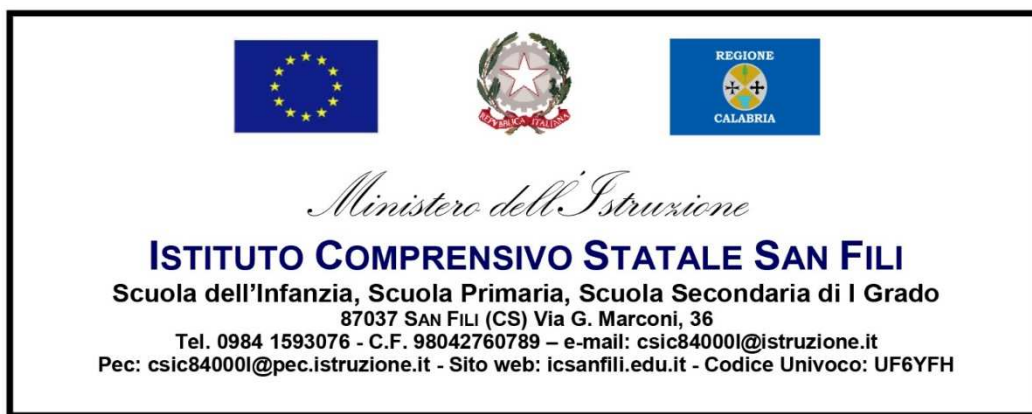 REGIONE
CALABRIA
REPVBBLICA ITALIANA
Ministero dell'Istruzione
ISTITUTO COMPRENSIVO STATALE SAN FILI
Scuola dell'Infanzia, Scuola Primaria, Scuola Secondaria di I Grado
87037 SAN FILI (CS) Via G. Marconi, 36
Tel. 0984 1593076 - C.F. 98042760789 – e-mail: csic84000l@istruzione.it
Pec: csic84000l@pec.istruzione.it - Sito web: icsanfili.edu.it - Codice Univoco: UF6YFH